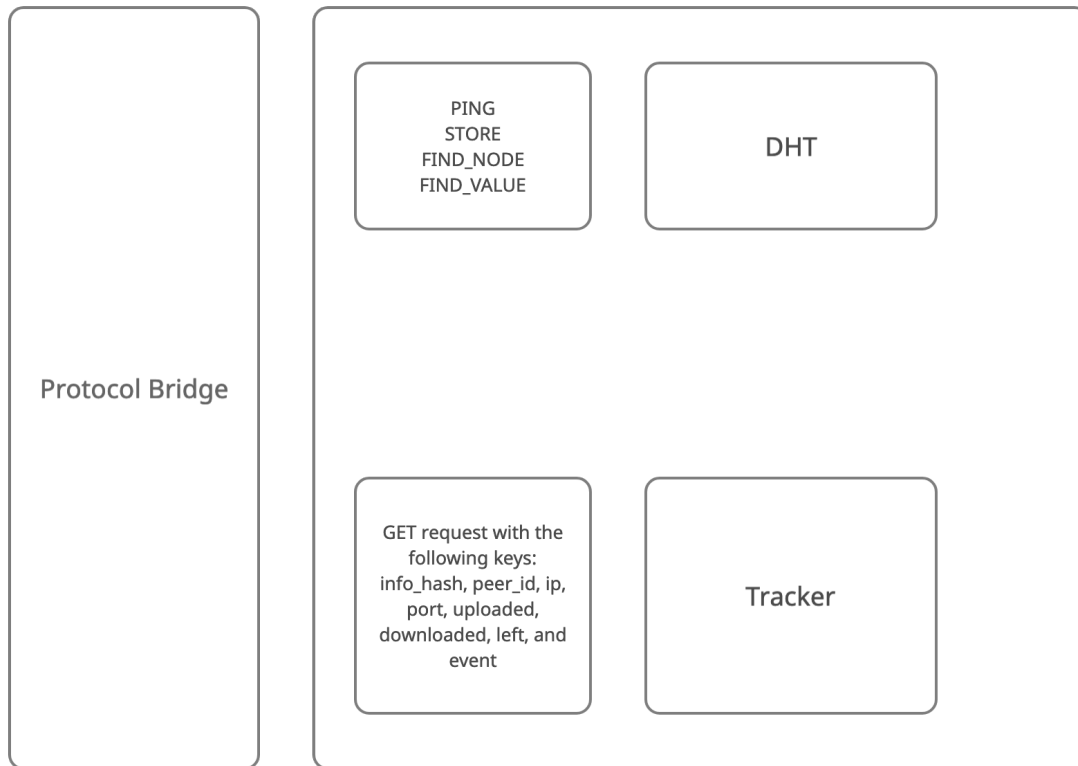 PING
STORE
FIND_NODE
FIND_VALUE
DHT
Protocol Bridge
GET request with the
following keys:
info_hash, peer_id, ip,
port, uploaded,
downloaded, left, and
event
Tracker